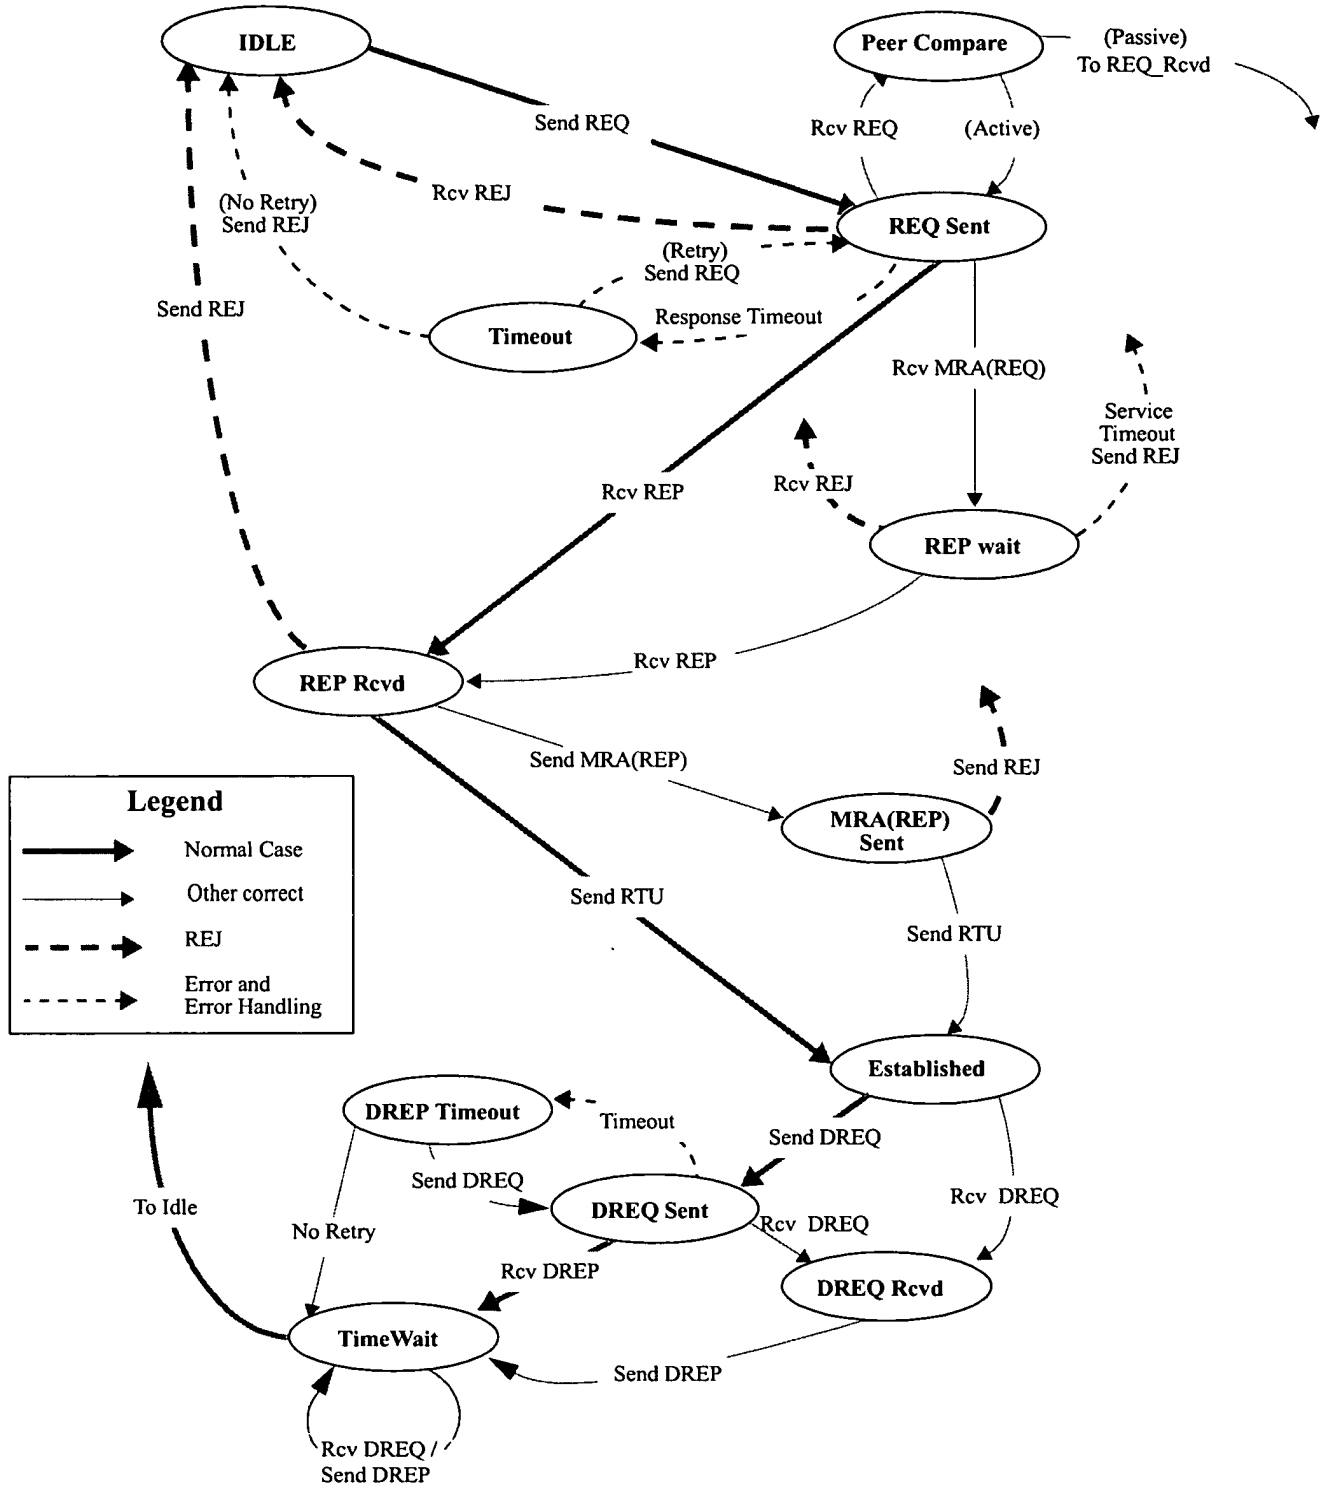 IDLE
Peer Compare
(Passive)
To REQ_Rcvd
Send REQ
Rcv REQ
(Active)
Rcv REJ
(No Retry)
Send REJ
REQ Sent
(Retry)
Send REQ
Send REJ
Response Timeout
Timeout
Rcv MRA(REQ)
Service
Timeout
Send REJ
Rcv REP
Rcv REJ
REP wait
Rcv REP
REP Rcvd
Send MRA(REP)
Send REJ
Legend
Normal Case
Other correct
REJ
Error and
Error Handling
MRA(REP)
Sent
Send RTU
Send RTU
Established
DREP Timeout
Timeout
Send DREQ
Send DREQ
Rcv DREQ
To Idle
DREQ Sent
Rcv DREQ
No Retry
Rcv DREP
DREQ Rcvd
TimeWait
Send DREP
Rcv DREQ /
Send DREP